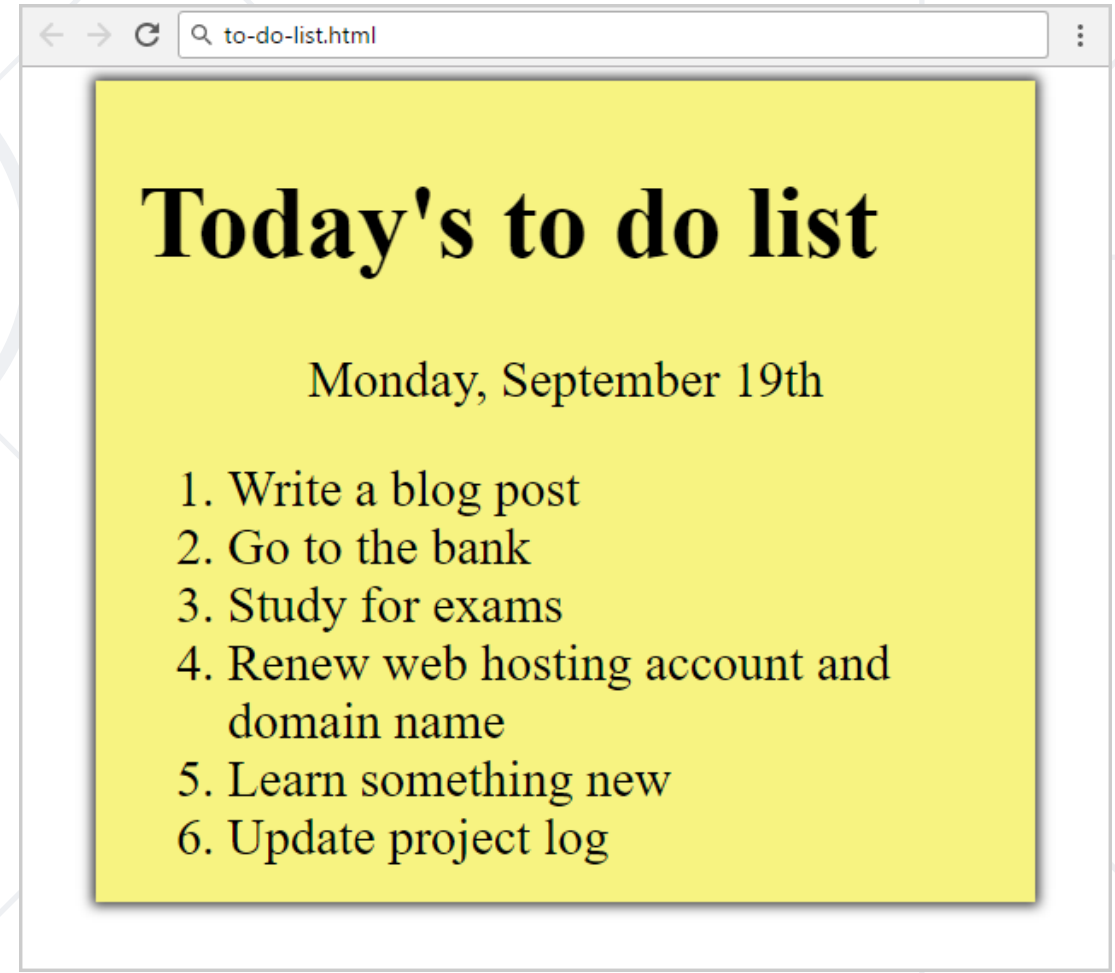 to-do-list.html
Today's to do list
Monday, September 19th
1. Write a blog post
2. Go to the bank
3. Study for exams
4. Renew web hosting account and
domain name
5. Learn something new
6. Update project log